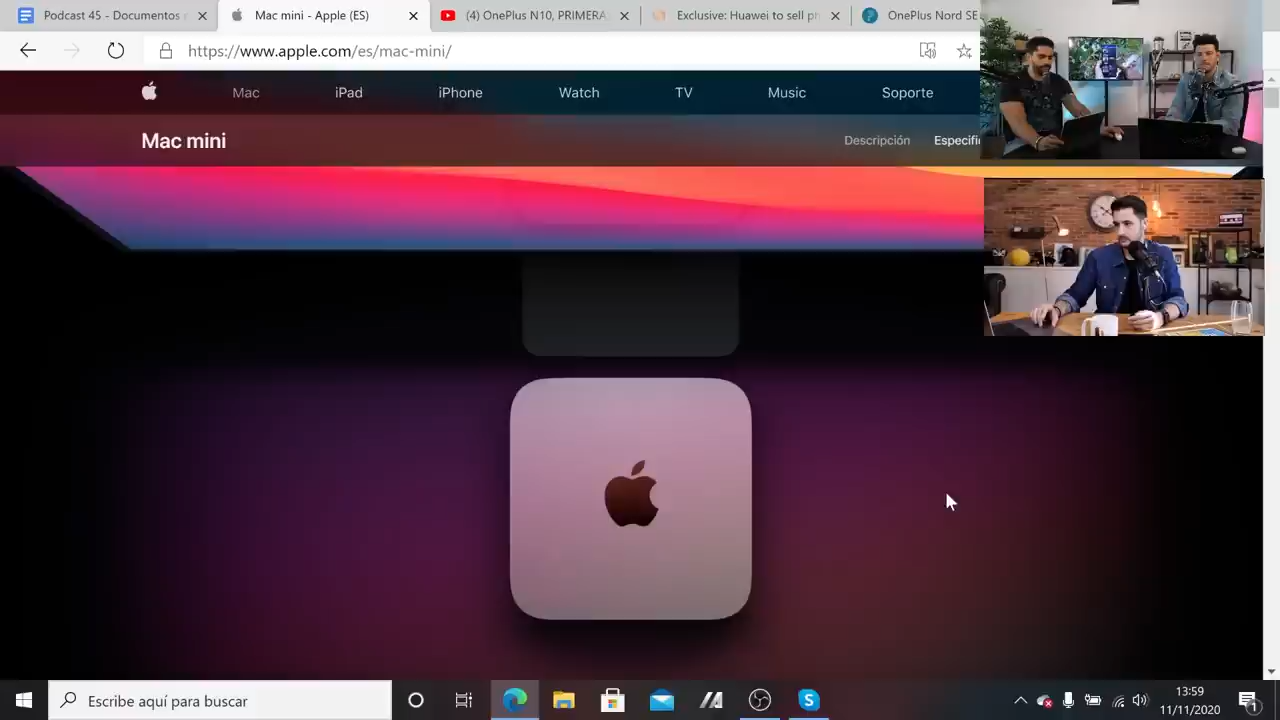 Podcast 45 - Documentos
Mac mini - Apple (ES)
(4) OnePlus N10, PRIMERA
Exclusive: Huawei to sell ph
OnePlus Nord SE
https://www.apple.com/es/mac-mini/
Mac
iPad
iPhone
Watch
TV
Music
Soporte
Mac mini
Descripción
Especifi
Escribe aquí para buscar
13:59
11/11/2020
1